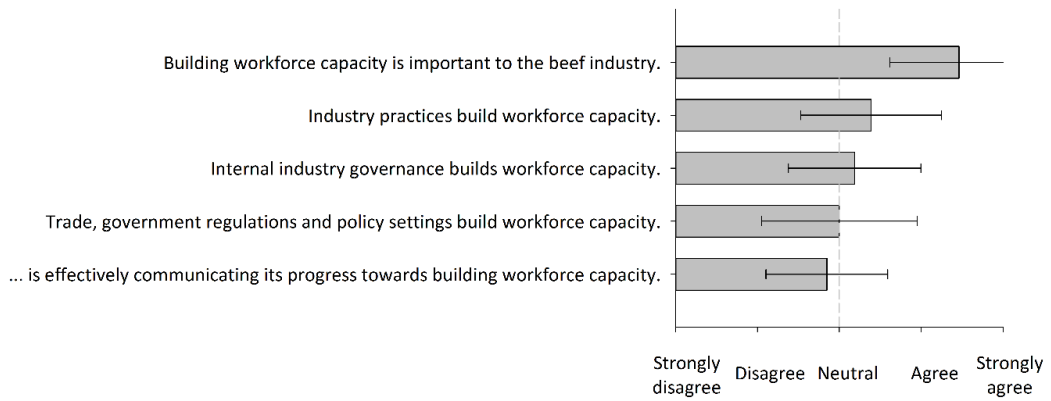 Building workforce capacity is important to the beef industry.
Industry practices build workforce capacity.
Internal industry governance builds workforce capacity.
Trade, government regulations and policy settings build workforce capacity.
... is effectively communicating its progress towards building workforce capacity.
Strongly disagree
Disagree
Neutral
Agree
Strongly agree